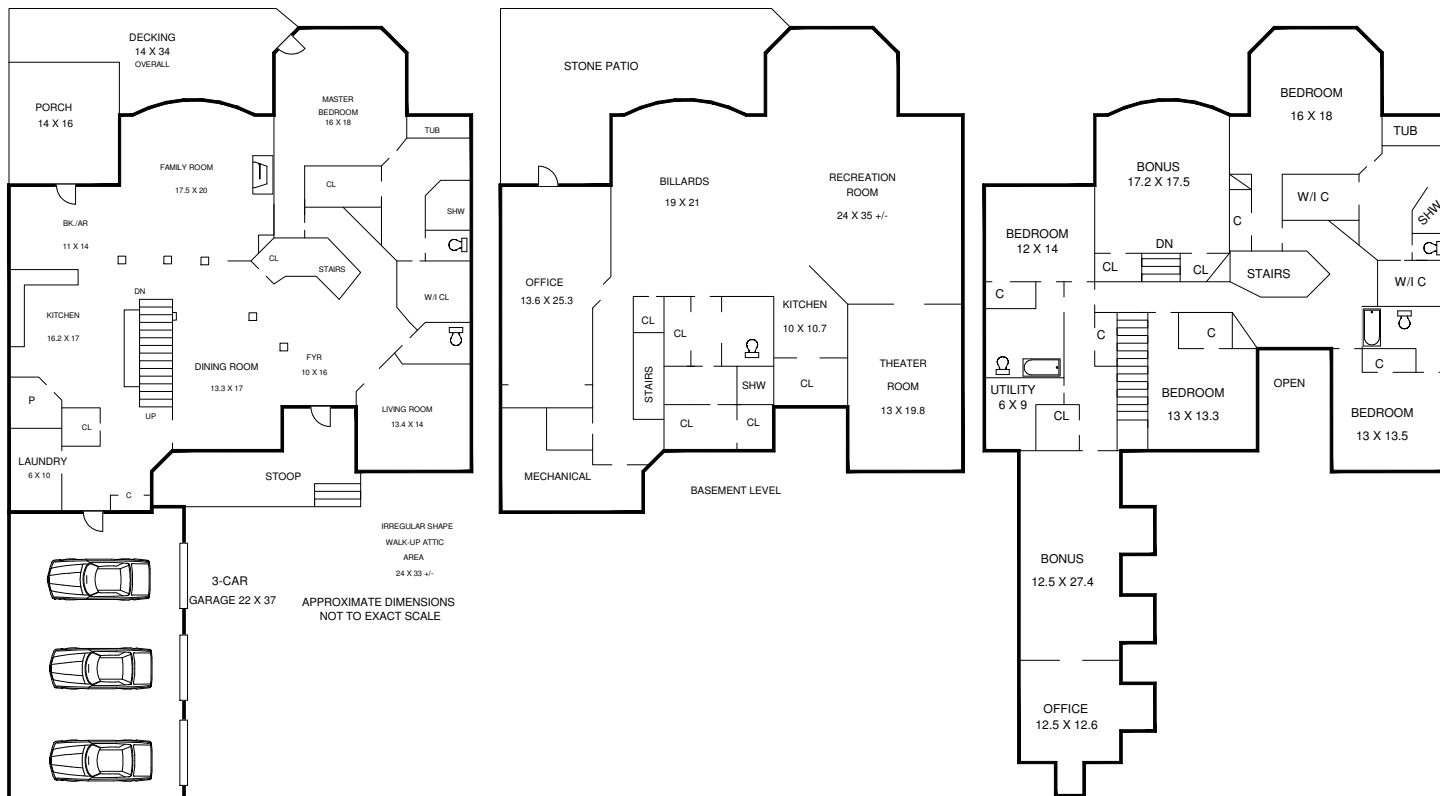 DECKING
14 X 34
OVERALL
PORCH
14 X 16
MASTER
BEDROOM
16 X 18
TUB
FAMILY ROOM
17.5 X 20
CL
SHW
BK./AR
11 X 14
CL
STAIRS
DN
W/I CL
KITCHEN
16.2 X 17
DINING ROOM
13.3 X 17
FYR
10 X 16
P
CL
UP
LIVING ROOM
13.4 X 14
LAUNDRY
6 X 10
C
STOOP
IRREGULAR SHAPE
WALK-UP ATTIC
AREA
24 X 33 +/-
3-CAR
GARAGE 22 X 37
APPROXIMATE DIMENSIONS
NOT TO EXACT SCALE
STONE PATIO
BILLARDS
19 X 21
RECREATION
ROOM
24 X 35 +/-
OFFICE
13.6 X 25.3
CL
CL
KITCHEN
10 X 10.7
STAIRS
SHW
CL
THEATER
ROOM
13 X 19.8
CL
CL
MECHANICAL
BASEMENT LEVEL
BEDROOM
16 X 18
TUB
BONUS
17.2 X 17.5
W/I C
SHW
C
BEDROOM
12 X 14
DN
CL
CL
STAIRS
W/I C
C
C
C
C
UTILITY
6 X 9
CL
BEDROOM
13 X 13.3
OPEN
BEDROOM
13 X 13.5
BONUS
12.5 X 27.4
OFFICE
12.5 X 12.6